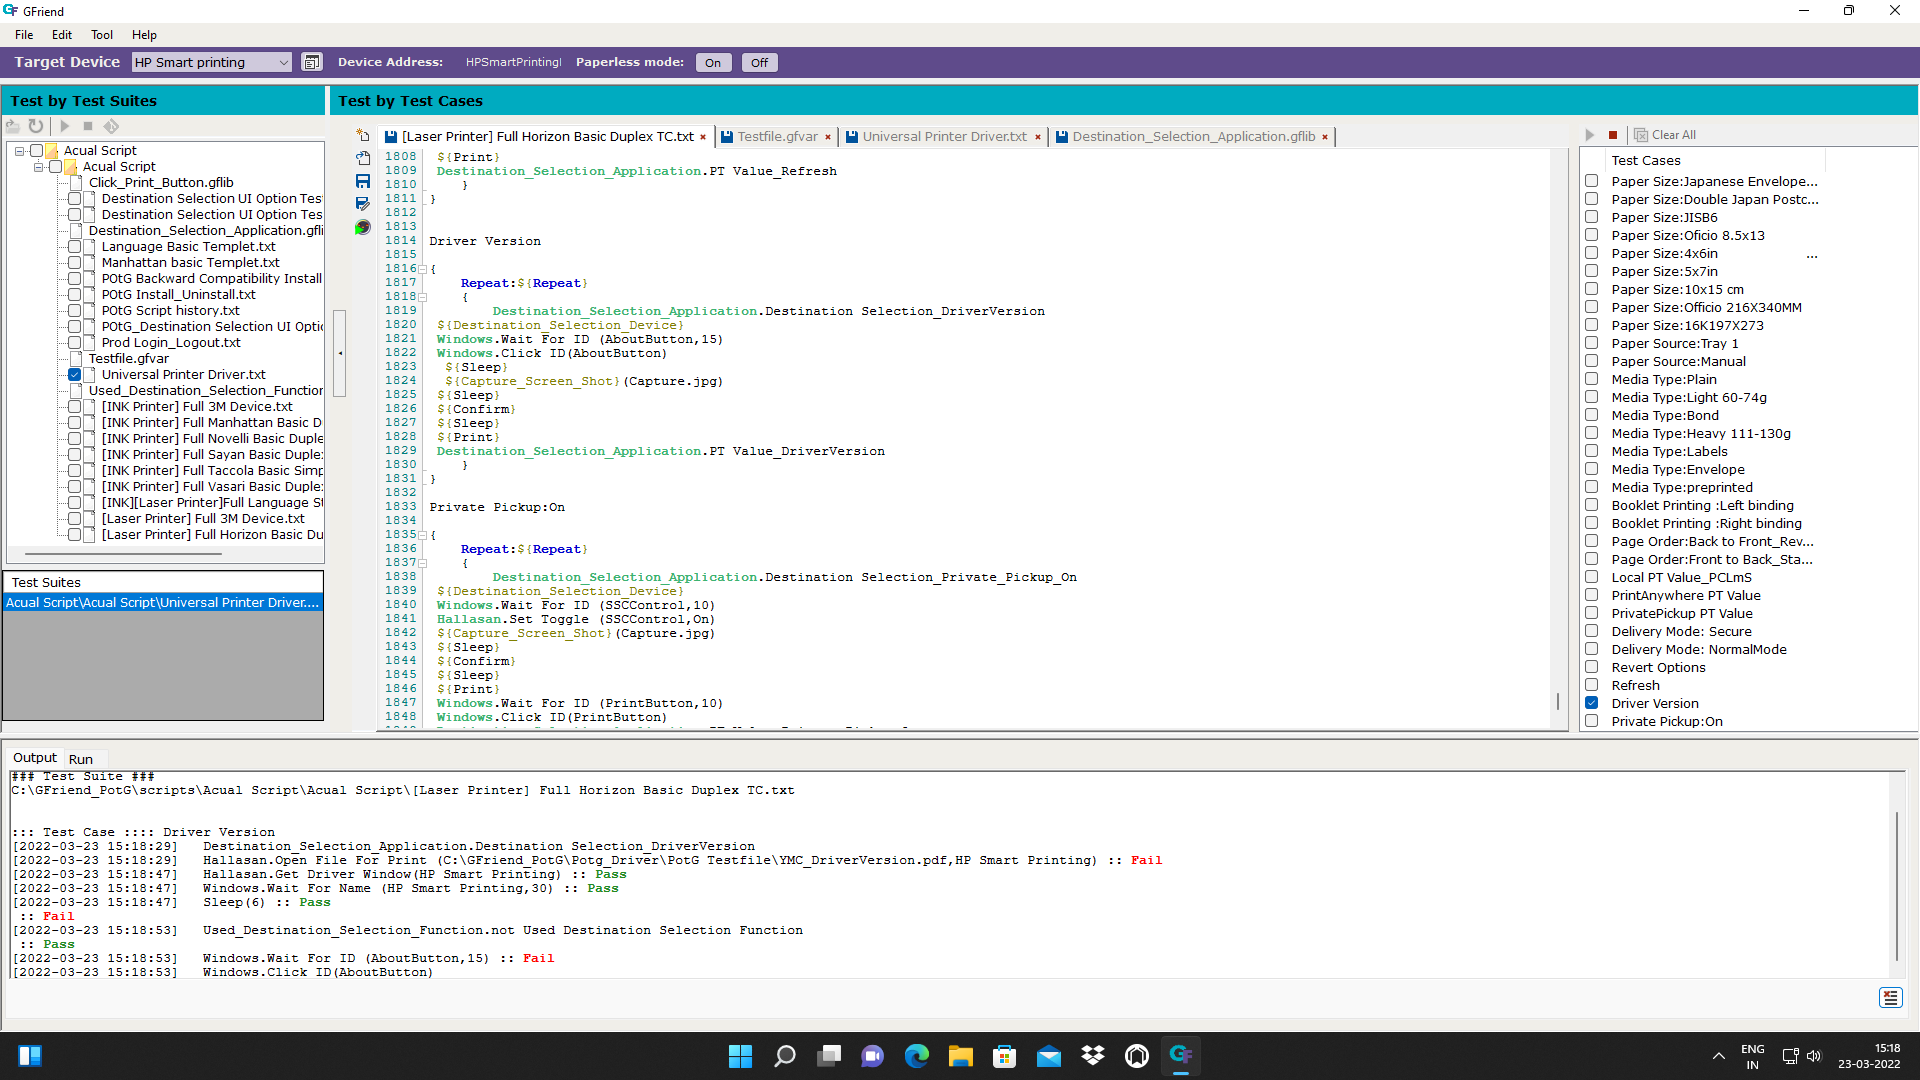 GFriend
File Edit Tool Help
Target Device HP Smart printing Device Address: HPSmartPrintingI Paperless mode: On Off
Test by Test Suites
Acual Script
Acual Script
Click_Print_Button.gflib
Destination Selection UI Option Tes
Destination Selection UI Option Tes
Destination_Selection_Application.gfli
Language Basic Templet.txt
Manhattan basic Templet.txt
POtG Backward Compatibility Install
POtG Install_Uninstall.txt
POtG Script history.txt
POtG_Destination Selection UI Optic
Prod Login_Logout.txt
Testfile.gfvar
Universal Printer Driver.txt
Used_Destination_Selection_Function
[INK Printer] Full 3M Device.txt
[INK Printer] Full Manhattan Basic D
[INK Printer] Full Novelli Basic Duple
[INK Printer] Full Sayan Basic Duple
[INK Printer] Full Taccola Basic Simp
[INK Printer] Full Vasari Basic Duple
[INK][Laser Printer]Full Language S
[Laser Printer] Full 3M Device.txt
[Laser Printer] Full Horizon Basic Du
Test Suites
Acual Script\Acual Script\Universal Printer Driver....
Test by Test Cases
[Laser Printer] Full Horizon Basic Duplex TC.txt × Testfile.gfvar × Universal Printer Driver.txt × Destination_Selection_Application.gflib ×
1808 ${Print}
1809 Destination_Selection_Application.PT Value_Refresh
1810 }
1811 }
1812
1813
1814 Driver Version
1815
1816 {
1817 Repeat:${Repeat}
1818 {
1819 Destination_Selection_Application.Destination Selection_DriverVersion
1820 ${Destination_Selection_Device}
1821 Windows.Wait For ID (AboutButton,15)
1822 Windows.Click ID(AboutButton)
1823 ${Sleep}
1824 ${Capture_Screen_Shot}(Capture.jpg)
1825 ${Sleep}
1826 ${Confirm}
1827 ${Sleep}
1828 ${Print}
1829 Destination_Selection_Application.PT Value_DriverVersion
1830 }
1831 }
1832
1833 Private Pickup:On
1834
1835 {
1836 Repeat:${Repeat}
1837 {
1838 Destination_Selection_Application.Destination Selection_Private_Pickup_On
1839 ${Destination_Selection_Device}
1840 Windows.Wait For ID (SSCControl,10)
1841 Hallasan.Set Toggle (SSCControl,On)
1842 ${Capture_Screen_Shot}(Capture.jpg)
1843 ${Sleep}
1844 ${Confirm}
1845 ${Sleep}
1846 ${Print}
1847 Windows.Wait For ID (PrintButton,10)
1848 Windows.Click ID(PrintButton)
Clear All
Test Cases
Paper Size:Japanese Envelope...
Paper Size:Double Japan Postc...
Paper Size:JISB6
Paper Size:Oficio 8.5x13
Paper Size:4x6in ...
Paper Size:5x7in
Paper Size:10x15 cm
Paper Size:Officio 216X340MM
Paper Size:16K197X273
Paper Source:Tray 1
Paper Source:Manual
Media Type:Plain
Media Type:Light 60-74g
Media Type:Bond
Media Type:Heavy 111-130g
Media Type:Labels
Media Type:Envelope
Media Type:preprinted
Booklet Printing :Left binding
Booklet Printing :Right binding
Page Order:Back to Front_Rev...
Page Order:Front to Back_Sta...
Local PT Value_PCLmS
PrintAnywhere PT Value
PrivatePickup PT Value
Delivery Mode: Secure
Delivery Mode: NormalMode
Revert Options
Refresh
Driver Version
Private Pickup:On
Output Run
### Test Suite ###
C:\GFriend_PotG\scripts\Acual Script\Acual Script\[Laser Printer] Full Horizon Basic Duplex TC.txt
::: Test Case :::: Driver Version
[2022-03-23 15:18:29] Destination_Selection_Application.Destination Selection_DriverVersion
[2022-03-23 15:18:29] Hallasan.Open File For Print (C:\GFriend_PotG\Potg_Driver\PotG Testfile\YMC_DriverVersion.pdf,HP Smart Printing) :: Fail
[2022-03-23 15:18:47] Hallasan.Get Driver Window(HP Smart Printing) :: Pass
[2022-03-23 15:18:47] Windows.Wait For Name (HP Smart Printing,30) :: Pass
[2022-03-23 15:18:47] Sleep(6) :: Pass
:: Fail
[2022-03-23 15:18:53] Used_Destination_Selection_Function.not Used Destination Selection Function
:: Pass
[2022-03-23 15:18:53] Windows.Wait For ID (AboutButton,15) :: Fail
[2022-03-23 15:18:53] Windows.Click ID(AboutButton)
ENG
IN
15:18
23-03-2022